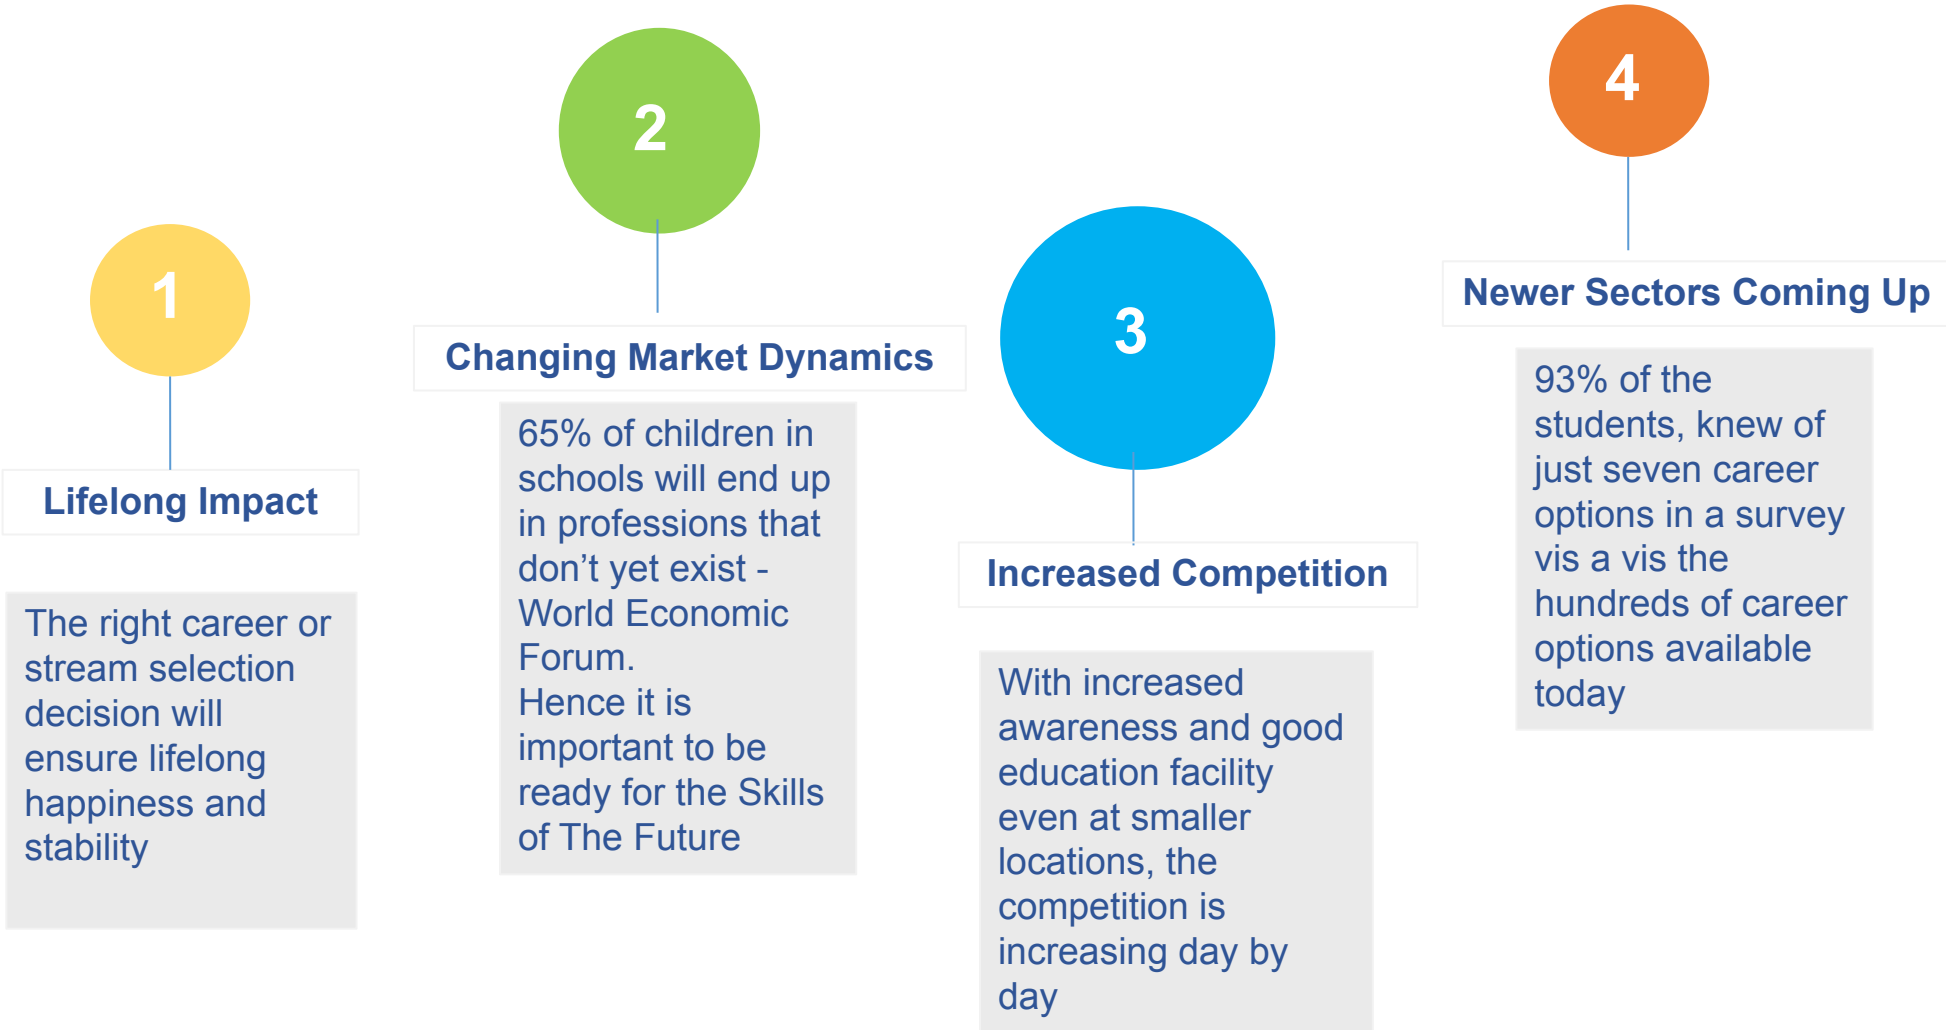 1
Lifelong Impact
The right career or
stream selection
decision will
ensure lifelong
happiness and
stability
2
Changing Market Dynamics
65% of children in
schools will end up
in professions that
don’t yet exist -
World Economic
Forum.
Hence it is
important to be
ready for the Skills
of The Future
3
Increased Competition
With increased
awareness and good
education facility
even at smaller
locations, the
competition is
increasing day by
day
4
Newer Sectors Coming Up
93% of the
students, knew of
just seven career
options in a survey
vis a vis the
hundreds of career
options available
today